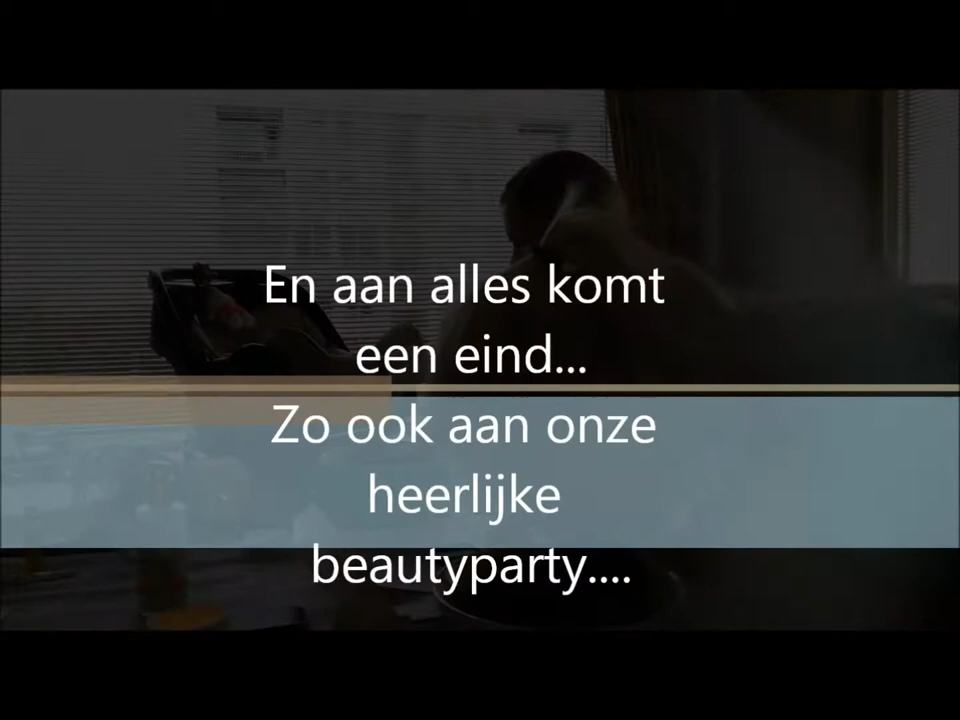 En aan alles komt
een eind...
Zo ook aan onze
heerlijke
beautyparty....